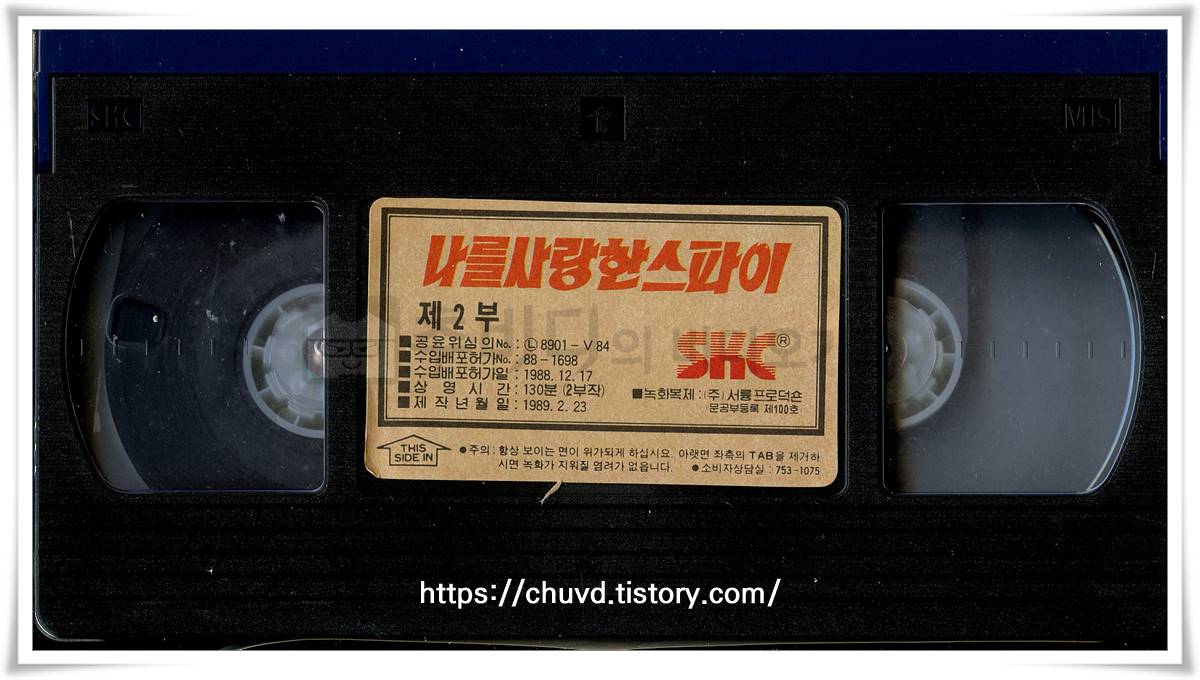 SKC
VHS
나를사랑한스파이
제2부
■공윤위심의No. : Ⓛ8901-V84
■수입배포허가No. : 88-1698
■수입배포허가일 : 1988. 12. 17
■상영시간 : 130분 (2부작)
■제작년월일 : 1989. 2. 23
SKC®
■녹화복제 : (주) 서륭프로덕숀
문공부등록 제100호
THIS
SIDE IN
●주의 : 항상 보이는 면이 위가되게 하십시요. 아랫면 좌측의 TAB을 제거하
시면 녹화가 지워질 염려가 없읍니다. ●소비자상담실 : 753-1075
https://chuvd.tistory.com/